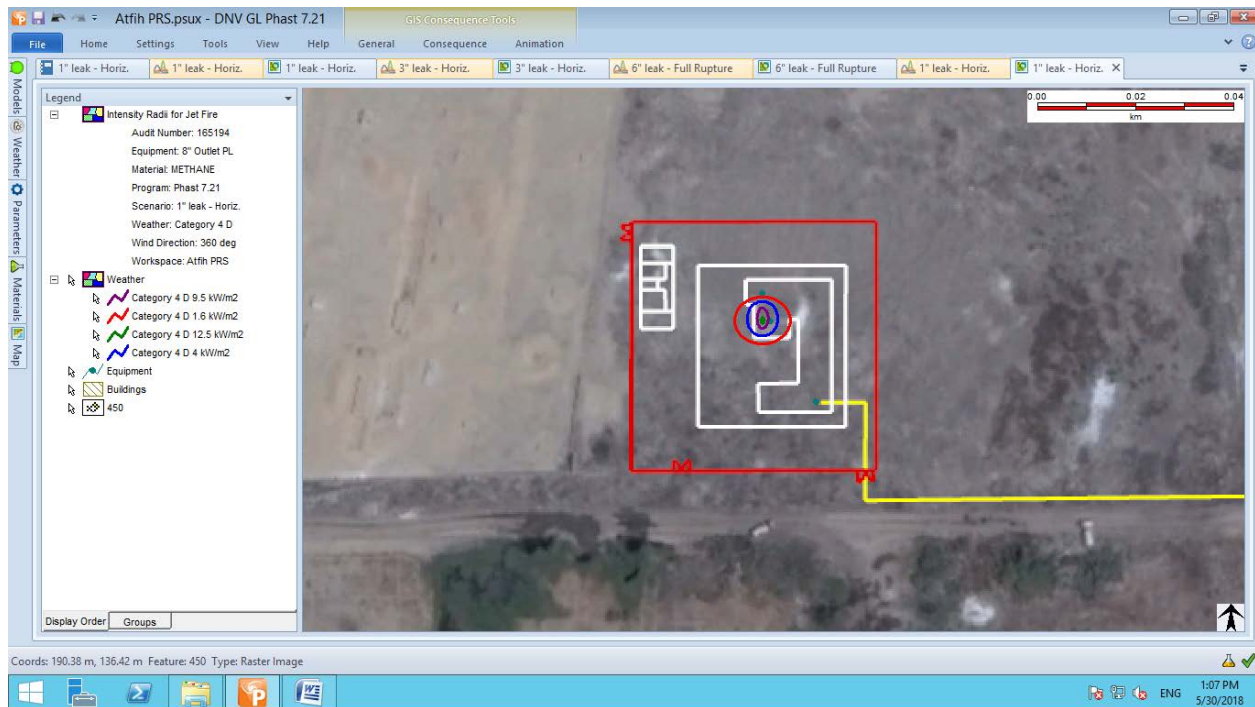 Atfih PRS.psux - DNV GL Phast 7.21
GIS Consequence Tools
File Home Settings Tools View Help General Consequence Animation
1" leak - Horiz. 1" leak - Horiz. 1" leak - Horiz. 3" leak - Horiz. 3" leak - Horiz. 6" leak - Full Rupture 6" leak - Full Rupture 1" leak - Horiz. 1" leak - Horiz.
Models
Weather
Parameters
Materials
Map
Legend
Intensity Radii for Jet Fire
Audit Number: 165194
Equipment: 8" Outlet PL
Material: METHANE
Program: Phast 7.21
Scenario: 1" leak - Horiz.
Weather: Category 4 D
Wind Direction: 360 deg
Workspace: Atfih PRS
Weather
Category 4 D 9.5 kW/m2
Category 4 D 1.6 kW/m2
Category 4 D 12.5 kW/m2
Category 4 D 4 kW/m2
Equipment
Buildings
450
0.00 0.02 0.04
km
Display Order Groups
Coords: 190.38 m, 136.42 m Feature: 450 Type: Raster Image
ENG
1:07 PM
5/30/2018